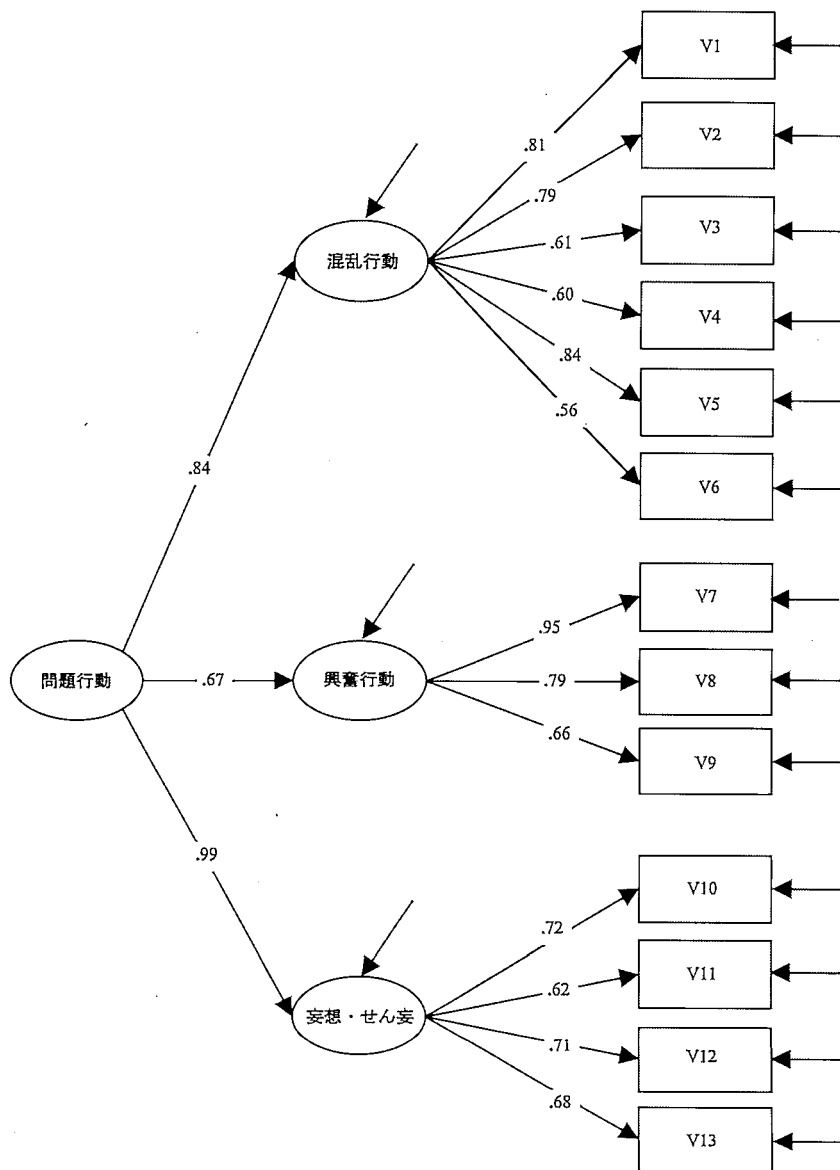 V1
.81
V2
.79
V3
混乱行動
.61
.60
V4
.84
V5
.56
V6
.84
V7
.95
問題行動
.67
興奮行動
.79
V8
.66
V9
.99
V10
.72
V11
.62
妄想・せん妄
.71
V12
.68
V13